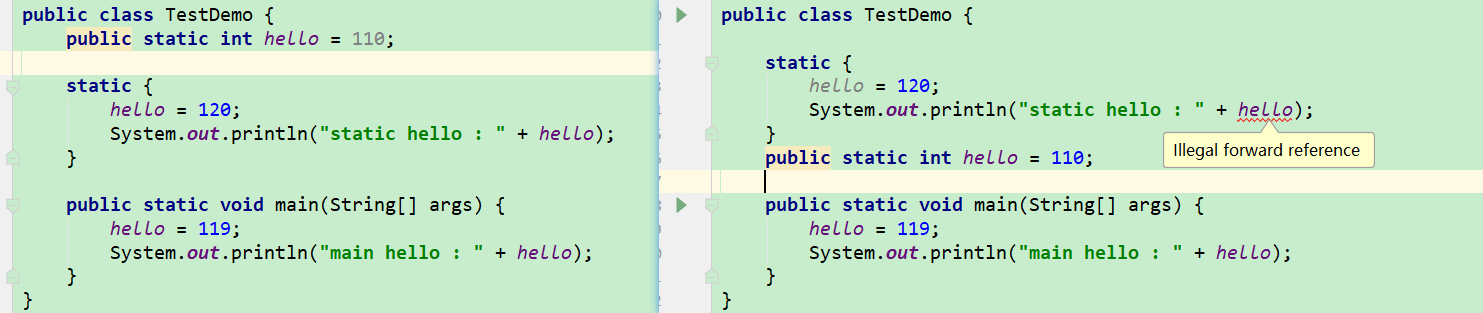 public class TestDemo {
public static int hello = 110;
static {
hello = 120;
System.out.println("static hello : " + hello);
}
public static void main(String[] args) {
hello = 119;
System.out.println("main hello : " + hello);
}
}
public class TestDemo {
static {
hello = 120;
System.out.println("static hello : " + hello);
}
Illegal forward reference
public static int hello = 110;
public static void main(String[] args) {
hello = 119;
System.out.println("main hello : " + hello);
}
}